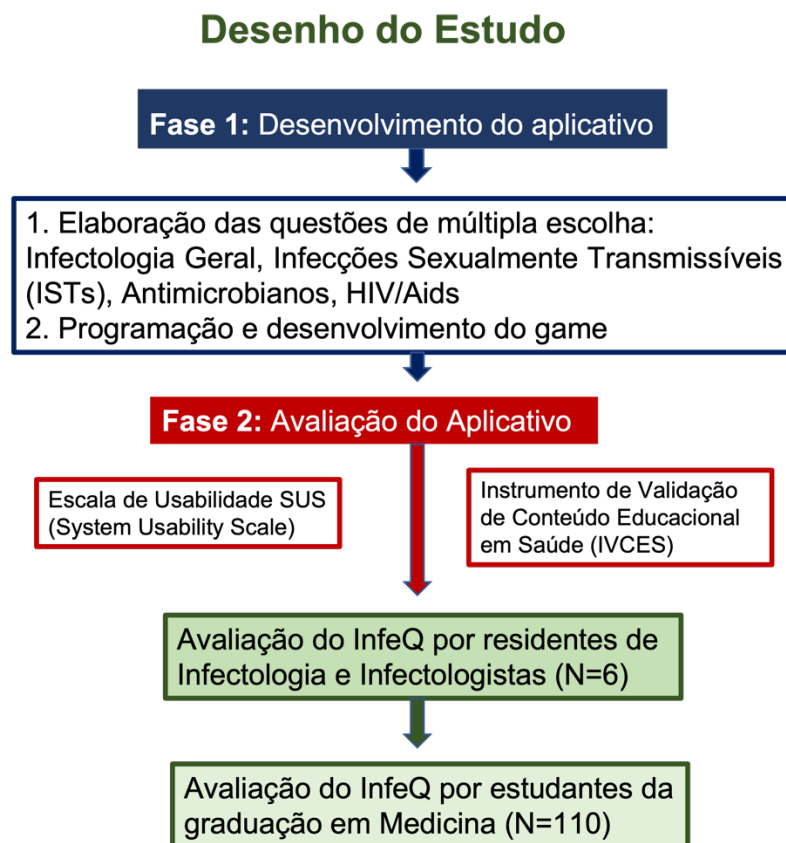 Desenho do Estudo
Fase 1: Desenvolvimento do aplicativo
1. Elaboração das questões de múltipla escolha:
Infectologia Geral, Infecções Sexualmente Transmissíveis
(ISTs), Antimicrobianos, HIV/Aids
2. Programação e desenvolvimento do game
Fase 2: Avaliação do Aplicativo
Escala de Usabilidade SUS
(System Usability Scale)
Instrumento de Validação
de Conteúdo Educacional
em Saúde (IVCES)
Avaliação do InfeQ por residentes de
Infectologia e Infectologistas (N=6)
Avaliação do InfeQ por estudantes da
graduação em Medicina (N=110)